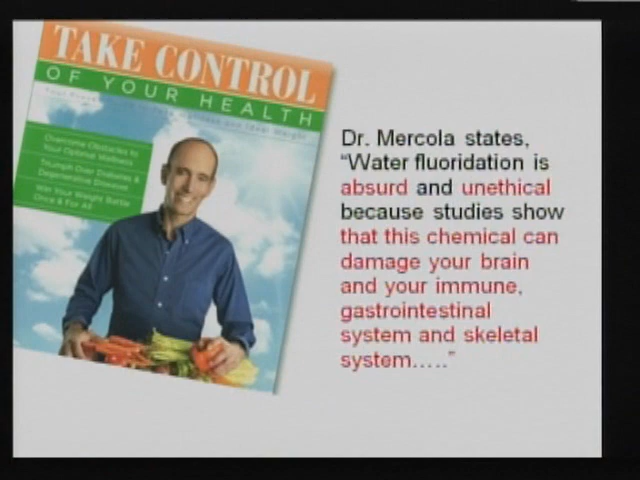 TAKE CONTROL
OF YOUR HEALTH
Overcome Obstacles to
Your Optimal Wellness
Triumph Over Diabetes &
Degenerative Diseases
Win Your Weight Battle
Once & For All
Dr. Mercola states,
“Water fluoridation is
absurd and unethical
because studies show
that this chemical can
damage your brain
and your immune,
gastrointestinal
system and skeletal
system…..”